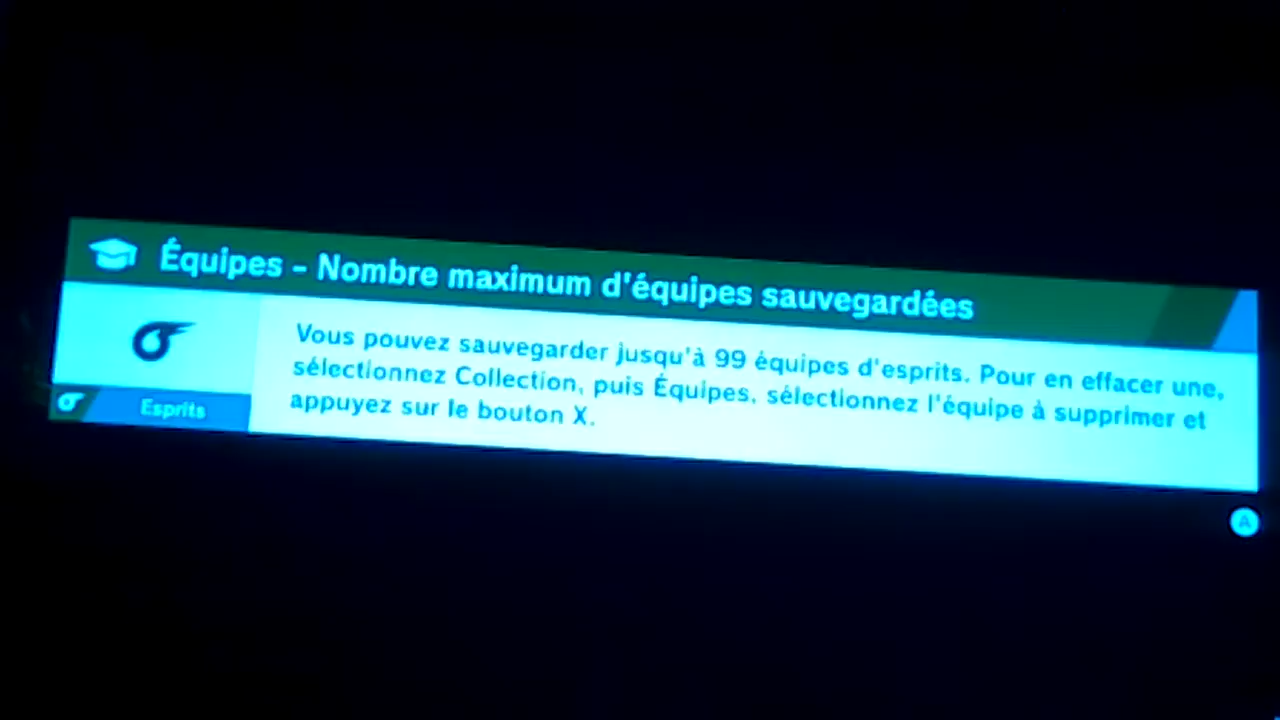 Équipes - Nombre maximum d'équipes sauvegardées
Vous pouvez sauvegarder jusqu'à 99 équipes d'esprits. Pour en effacer une,
sélectionnez Collection, puis Équipes, sélectionnez l'équipe à supprimer et
appuyez sur le bouton X.
Esprits
A